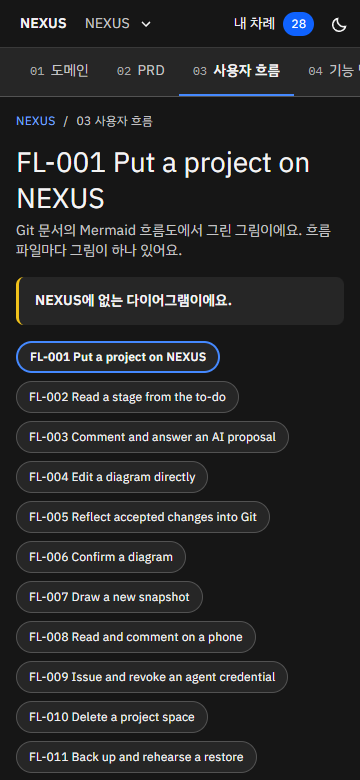 NEXUS NEXUS 내 차례 28
01 도메인 02 PRD 03 사용자 흐름 04 기능
NEXUS / 03 사용자 흐름
FL-001 Put a project on
NEXUS
Git 문서의 Mermaid 흐름도에서 그린 그림이에요. 흐름
파일마다 그림이 하나 있어요.
NEXUS에 없는 다이어그램이에요.
FL-001 Put a project on NEXUS
FL-002 Read a stage from the to-do
FL-003 Comment and answer an AI proposal
FL-004 Edit a diagram directly
FL-005 Reflect accepted changes into Git
FL-006 Confirm a diagram
FL-007 Draw a new snapshot
FL-008 Read and comment on a phone
FL-009 Issue and revoke an agent credential
FL-010 Delete a project space
FL-011 Back up and rehearse a restore